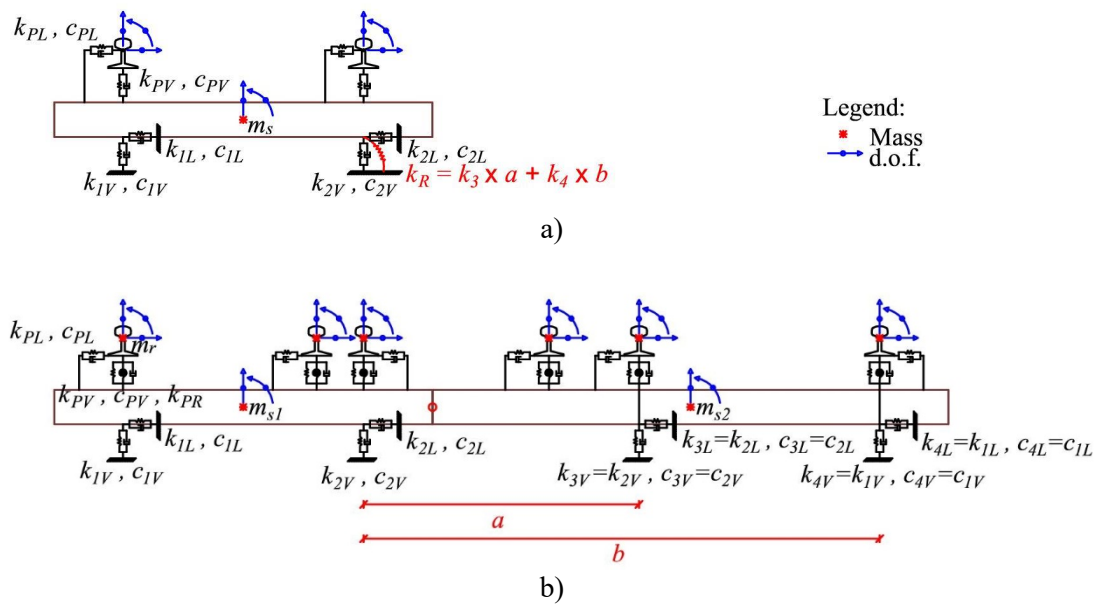 k_PL , c_PL
k_PV , c_PV
Legend:
Mass
d.o.f.
m_s
k_1L , c_1L
k_2L , c_2L
k_1V , c_1V
k_2V , c_2V
k_R = k_3 x a + k_4 x b
a)
k_PL , c_PL
m_r
k_PV , c_PV , k_PR
m_s1
m_s2
k_1L , c_1L
k_2L , c_2L
k_3L=k_2L , c_3L=c_2L
k_4L=k_1L , c_4L=c_1L
k_1V , c_1V
k_2V , c_2V
k_3V=k_2V , c_3V=c_2V
k_4V=k_1V , c_4V=c_1V
a
b
b)